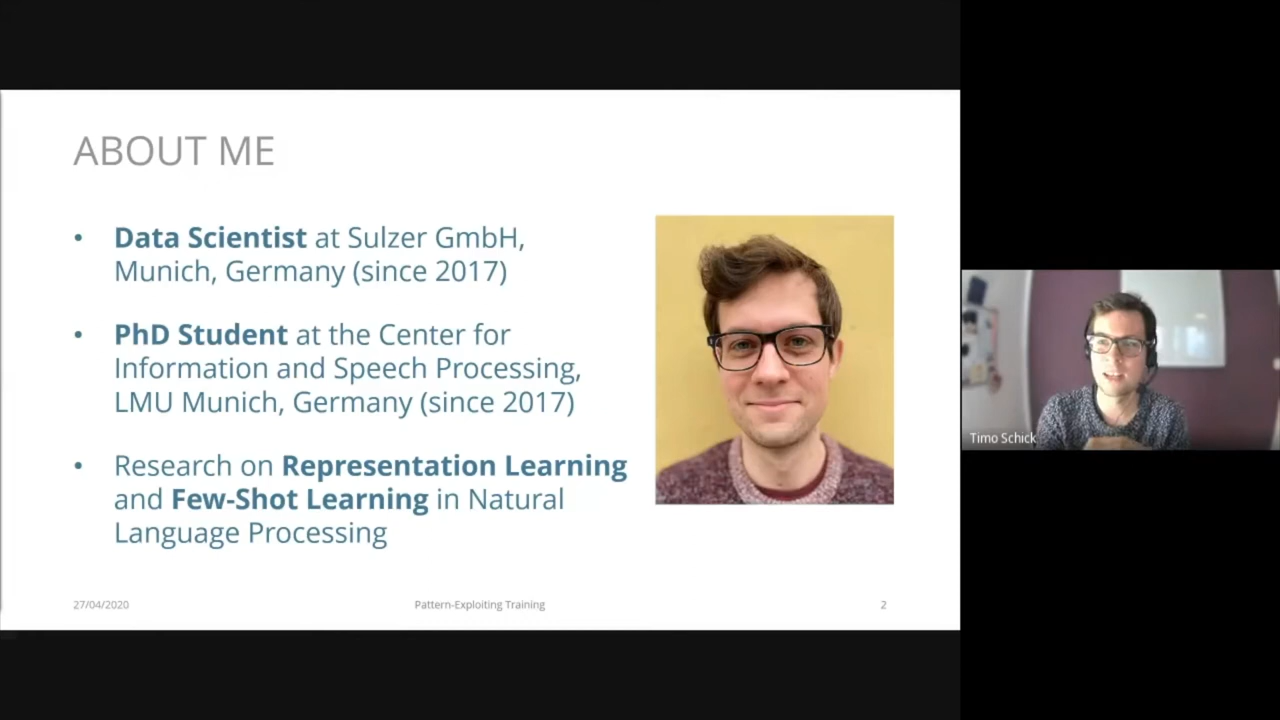 ABOUT ME
• Data Scientist at Sulzer GmbH,
Munich, Germany (since 2017)
• PhD Student at the Center for
Information and Speech Processing,
LMU Munich, Germany (since 2017)
• Research on Representation Learning
and Few-Shot Learning in Natural
Language Processing
27/04/2020
Pattern-Exploiting Training
2
Timo Schick